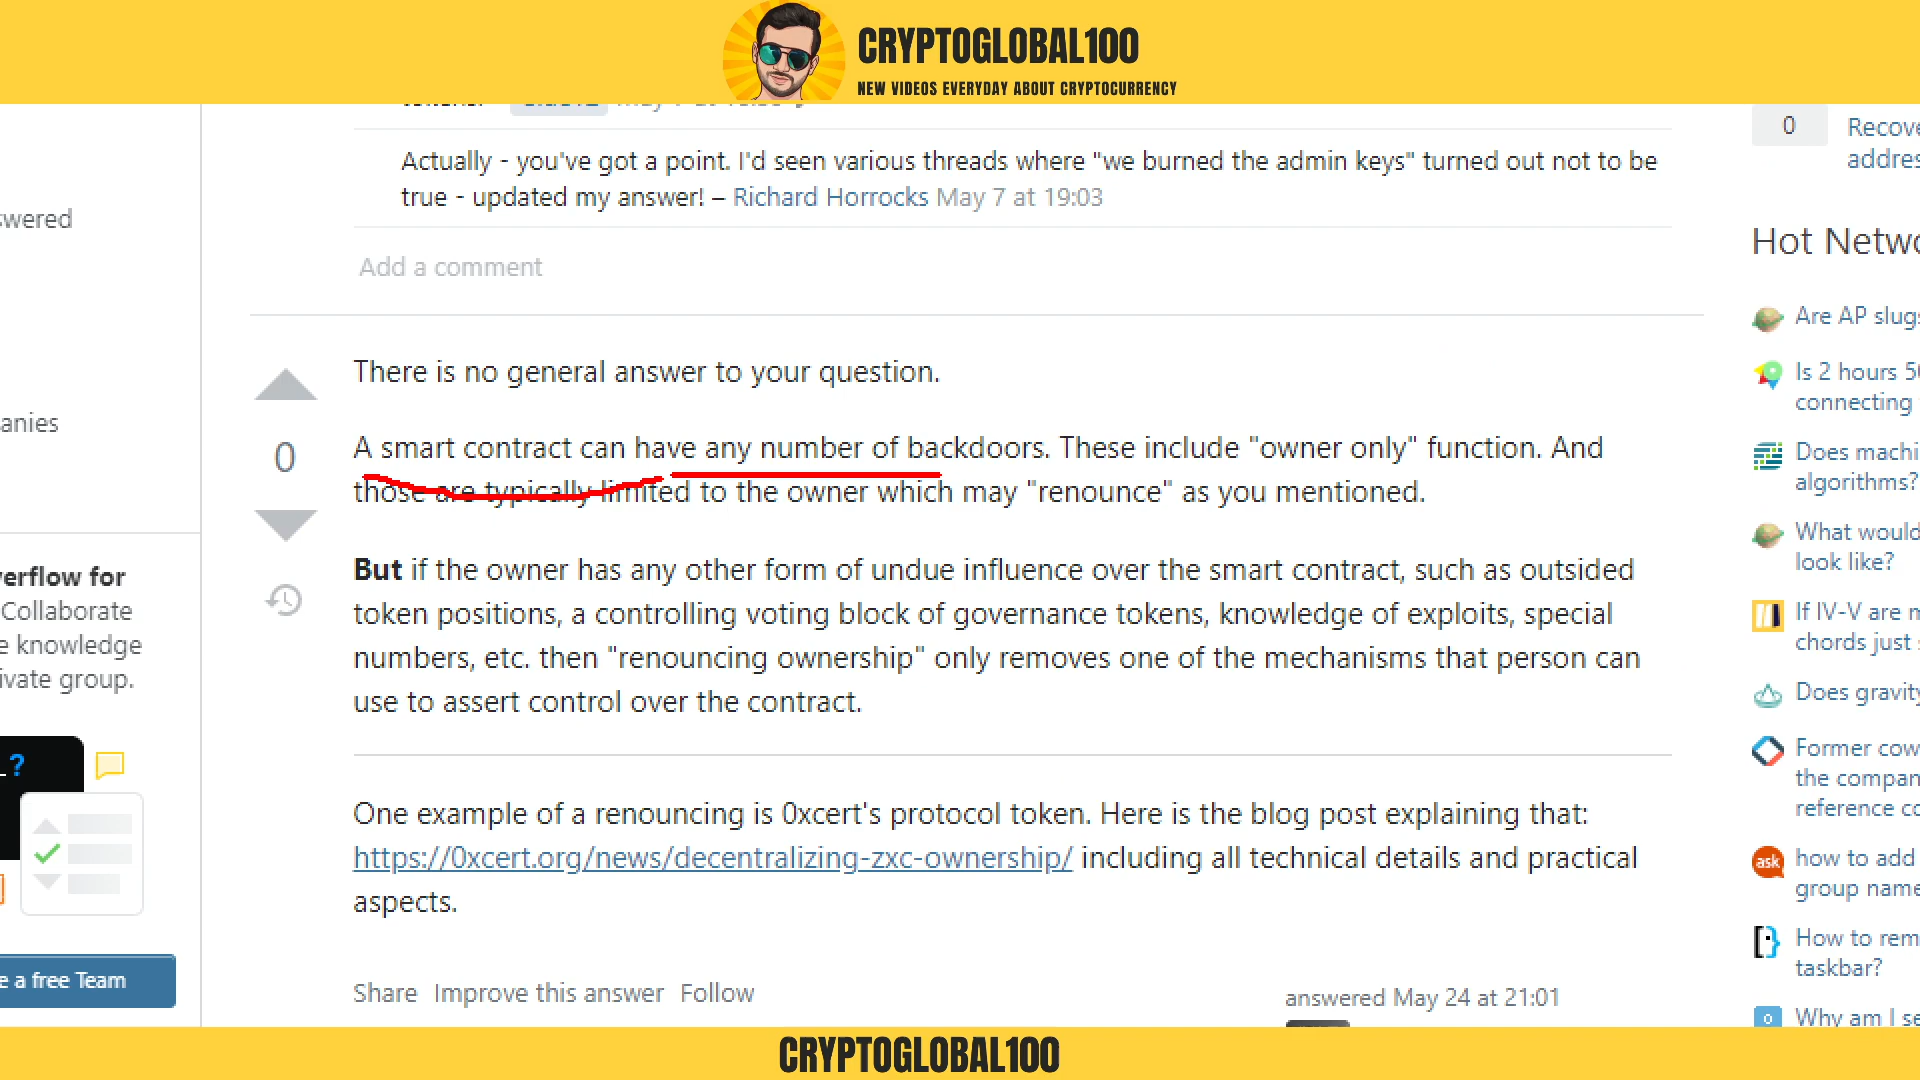 CRYPTOGLOBAL100
NEW VIDEOS EVERYDAY ABOUT CRYPTOCURRENCY
Actually - you've got a point. I'd seen various threads where "we burned the admin keys" turned out not to be
true - updated my answer! – Richard Horrocks May 7 at 19:03
Add a comment
There is no general answer to your question.
0
A smart contract can have any number of backdoors. These include "owner only" function. And
those are typically limited to the owner which may "renounce" as you mentioned.
But if the owner has any other form of undue influence over the smart contract, such as outsided
token positions, a controlling voting block of governance tokens, knowledge of exploits, special
numbers, etc. then "renouncing ownership" only removes one of the mechanisms that person can
use to assert control over the contract.
One example of a renouncing is 0xcert's protocol token. Here is the blog post explaining that:
https://0xcert.org/news/decentralizing-zxc-ownership/ including all technical details and practical
aspects.
Share Improve this answer Follow
answered May 24 at 21:01
swered
anies
verflow for
Collaborate
e knowledge
ivate group.
?
e a free Team
0
Recove
addres
Hot Netwo
Are AP slugs
Is 2 hours 50
connecting
Does machi
algorithms?
What would
look like?
If IV-V are m
chords just
Does gravity
Former cow
the compan
reference co
ask
how to add
group name
How to rem
taskbar?
Why am I se
CRYPTOGLOBAL100